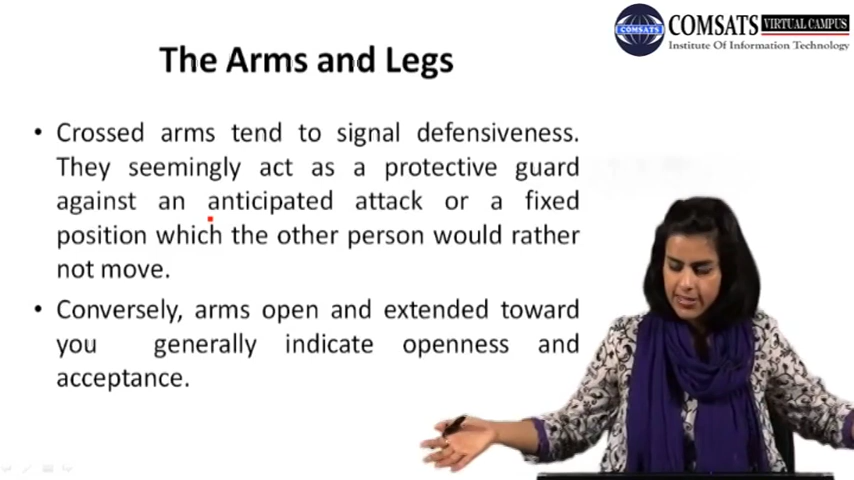 COMSATS VIRTUAL CAMPUS
Institute Of Information Technology
COMSATS
The Arms and Legs
• Crossed arms tend to signal defensiveness.
They seemingly act as a protective guard
against an anticipated attack or a fixed
position which the other person would rather
not move.
• Conversely, arms open and extended toward
you generally indicate openness and
acceptance.